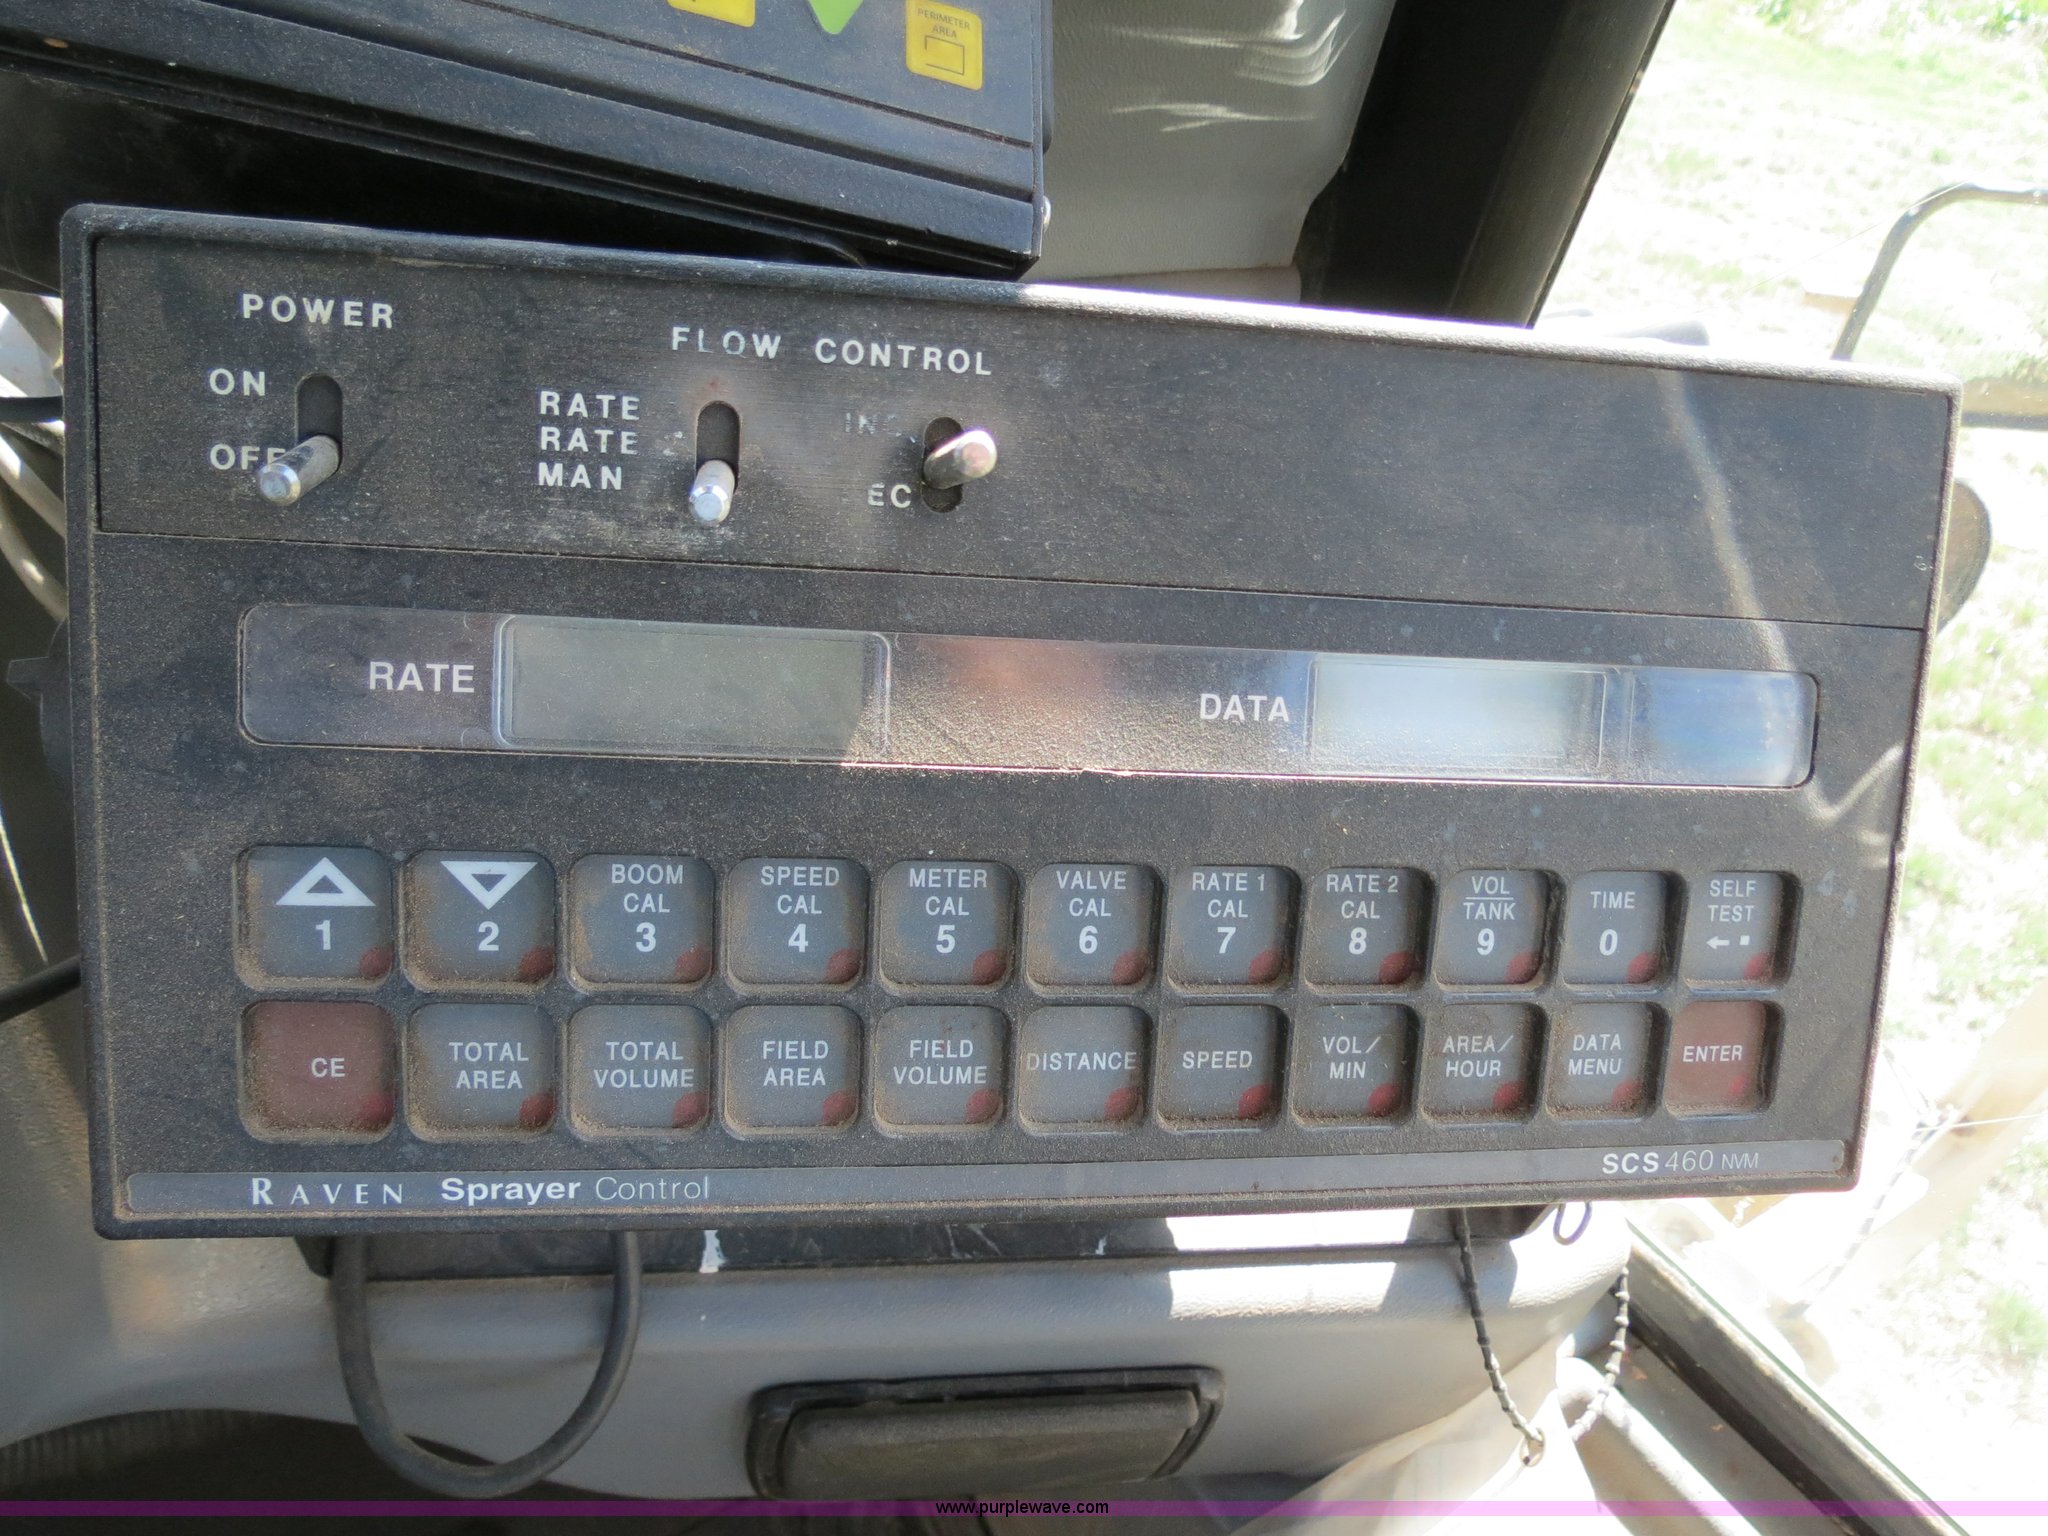 PERIMETER
AREA
POWER
ON
OFF
FLOW CONTROL
RATE
RATE
MAN
INC
EC
RATE
DATA
1
2
BOOM
CAL
3
SPEED
CAL
4
METER
CAL
5
VALVE
CAL
6
RATE 1
CAL
7
RATE 2
CAL
8
VOL
TANK
9
TIME
0
SELF
TEST
CE
TOTAL
AREA
TOTAL
VOLUME
FIELD
AREA
FIELD
VOLUME
DISTANCE
SPEED
VOL/
MIN
AREA/
HOUR
DATA
MENU
ENTER
RAVEN Sprayer Control
SCS 460 NVM
www.purplewave.com